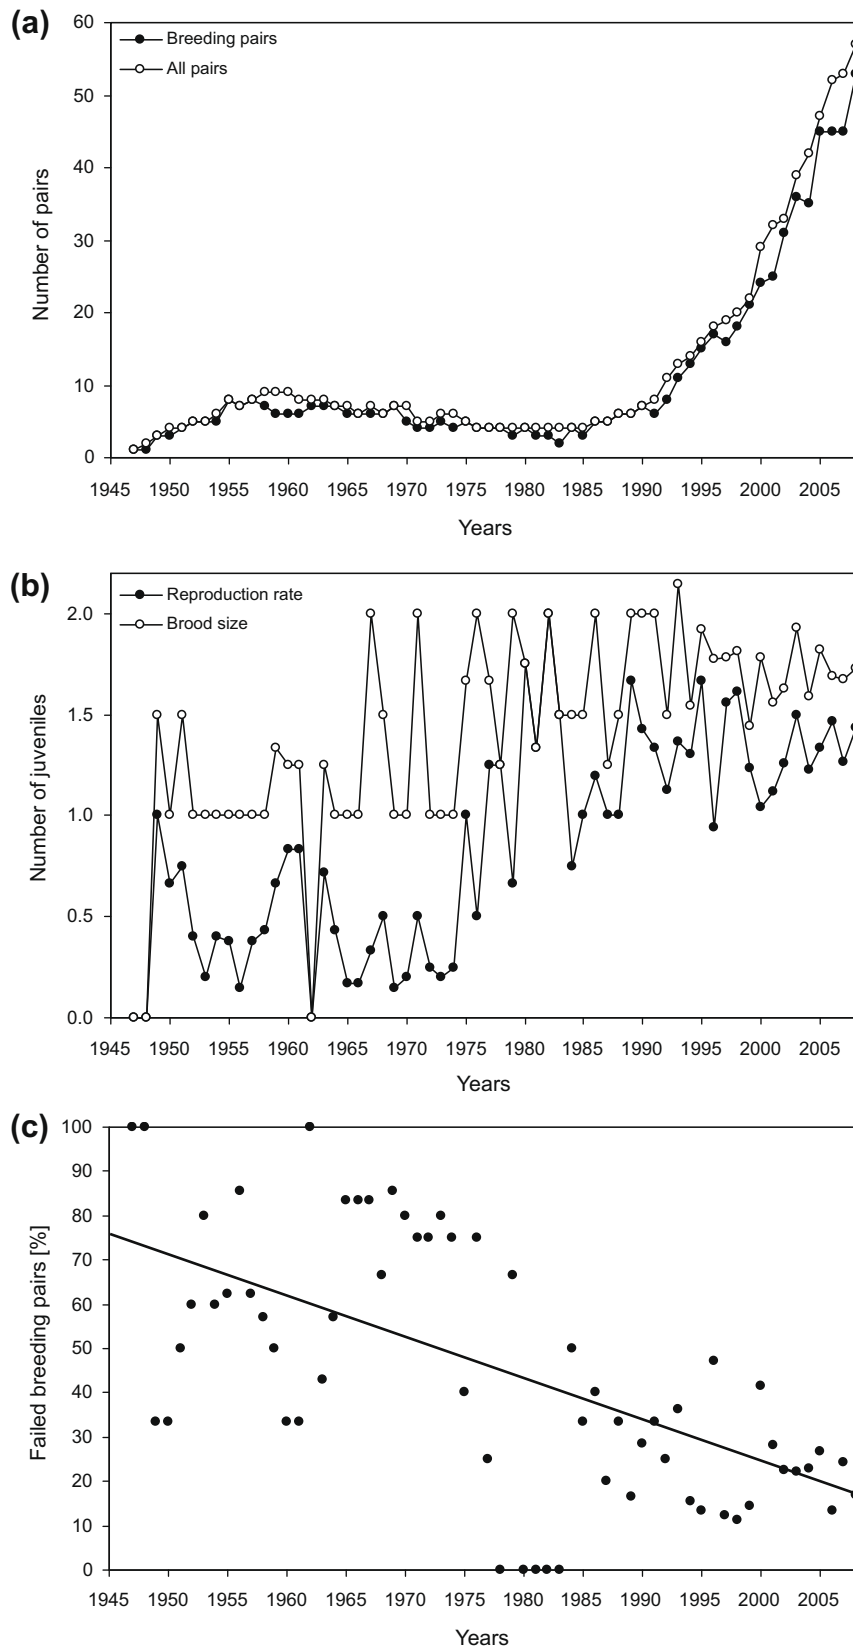 (a)
Breeding pairs
All pairs
60
50
40
30
20
10
0
Number of pairs
1945 1950 1955 1960 1965 1970 1975 1980 1985 1990 1995 2000 2005
Years
(b)
Reproduction rate
Brood size
2.0
1.5
1.0
0.5
0.0
Number of juveniles
1945 1950 1955 1960 1965 1970 1975 1980 1985 1990 1995 2000 2005
Years
(c)
100
90
80
70
60
50
40
30
20
10
0
Failed breeding pairs [%]
1945 1950 1955 1960 1965 1970 1975 1980 1985 1990 1995 2000 2005
Years